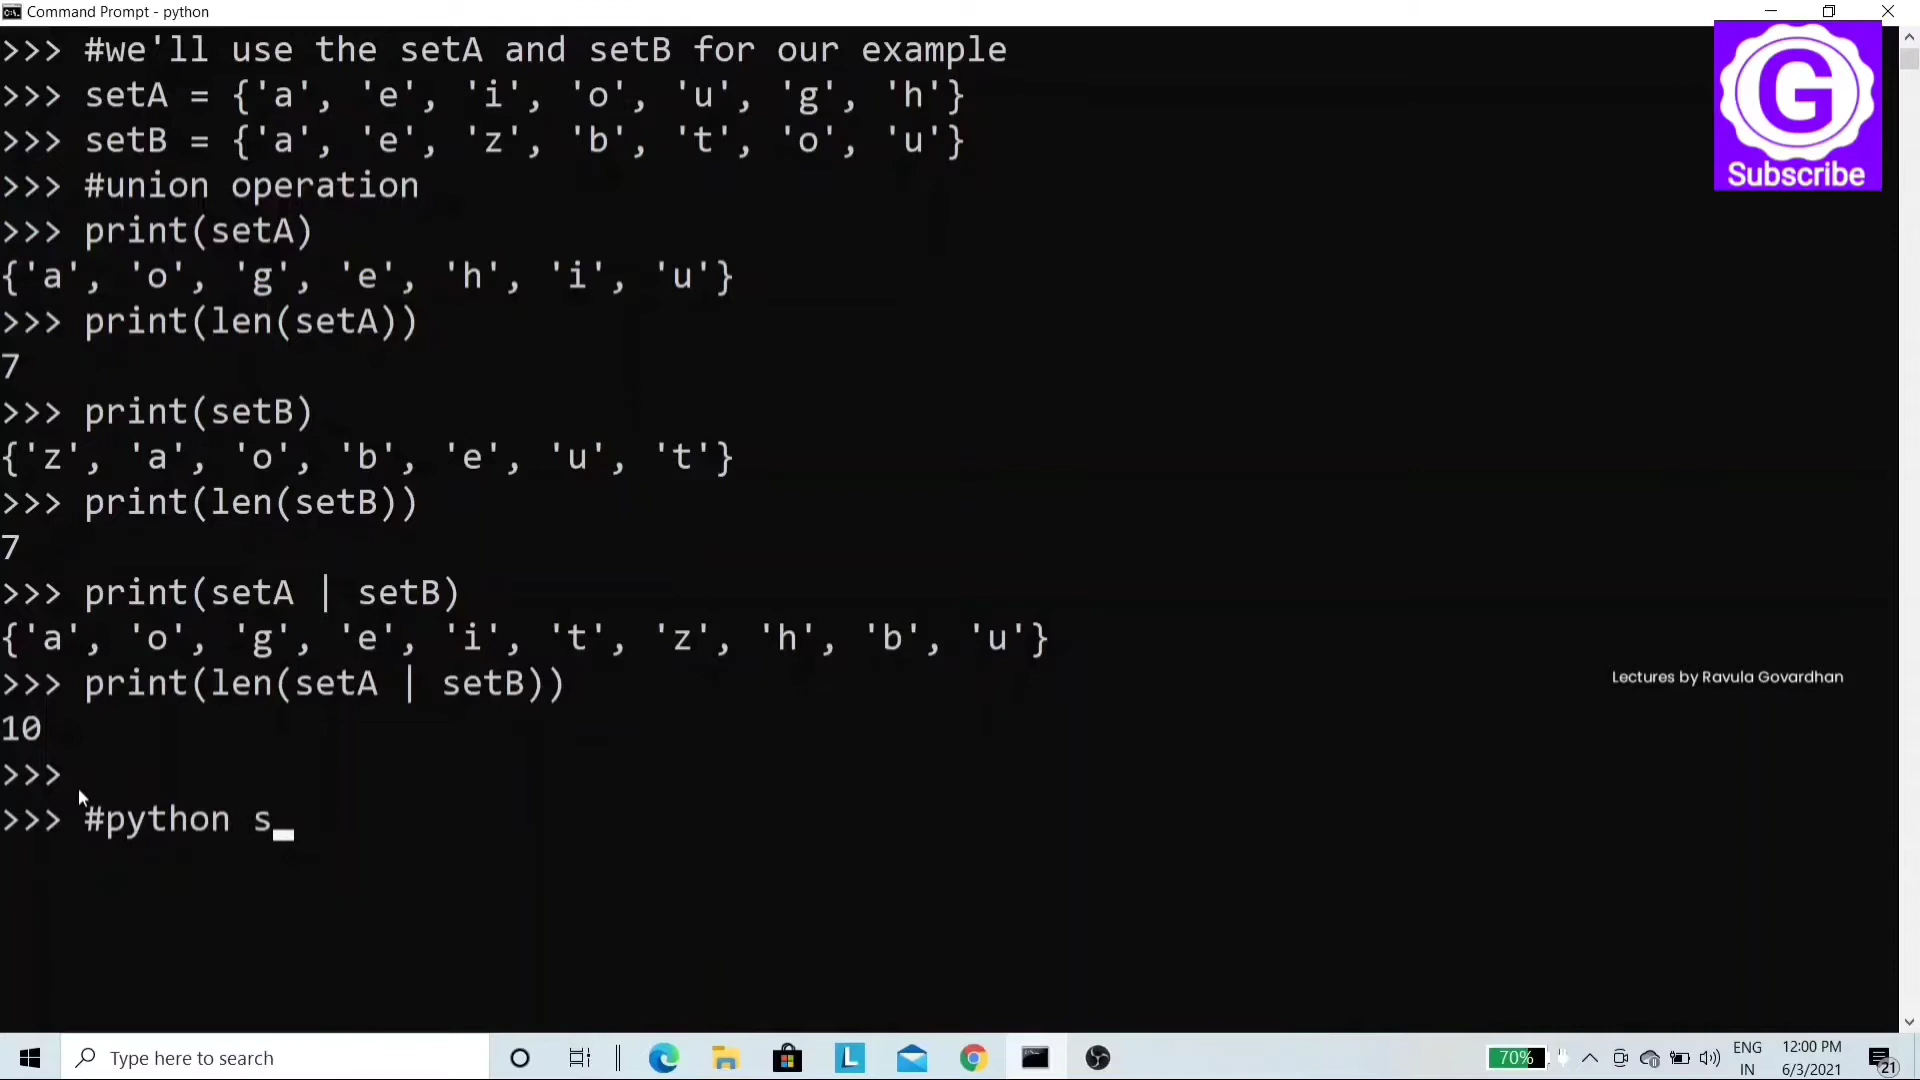 Command Prompt - python
>>> #we'll use the setA and setB for our example
>>> setA = {'a', 'e', 'i', 'o', 'u', 'g', 'h'}
>>> setB = {'a', 'e', 'z', 'b', 't', 'o', 'u'}
>>> #union operation
>>> print(setA)
{'a', 'o', 'g', 'e', 'h', 'i', 'u'}
>>> print(len(setA))
7
>>> print(setB)
{'z', 'a', 'o', 'b', 'e', 'u', 't'}
>>> print(len(setB))
7
>>> print(setA | setB)
{'a', 'o', 'g', 'e', 'i', 't', 'z', 'h', 'b', 'u'}
>>> print(len(setA | setB))
10
>>>
>>> #python s_
G
Subscribe
Lectures by Ravula Govardhan
Type here to search
L
70%
ENG
IN
12:00 PM
6/3/2021
21